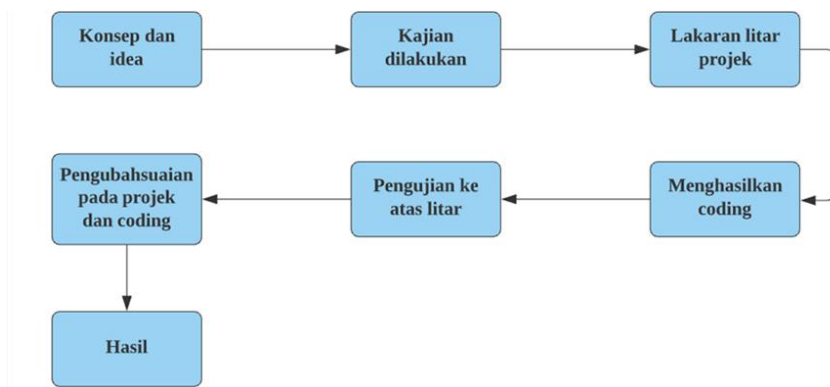 Konsep dan
idea
Kajian
dilakukan
Lakaran litar
projek
Menghasilkan
coding
Pengujian ke
atas litar
Pengubahsuaian
pada projek
dan coding
Hasil